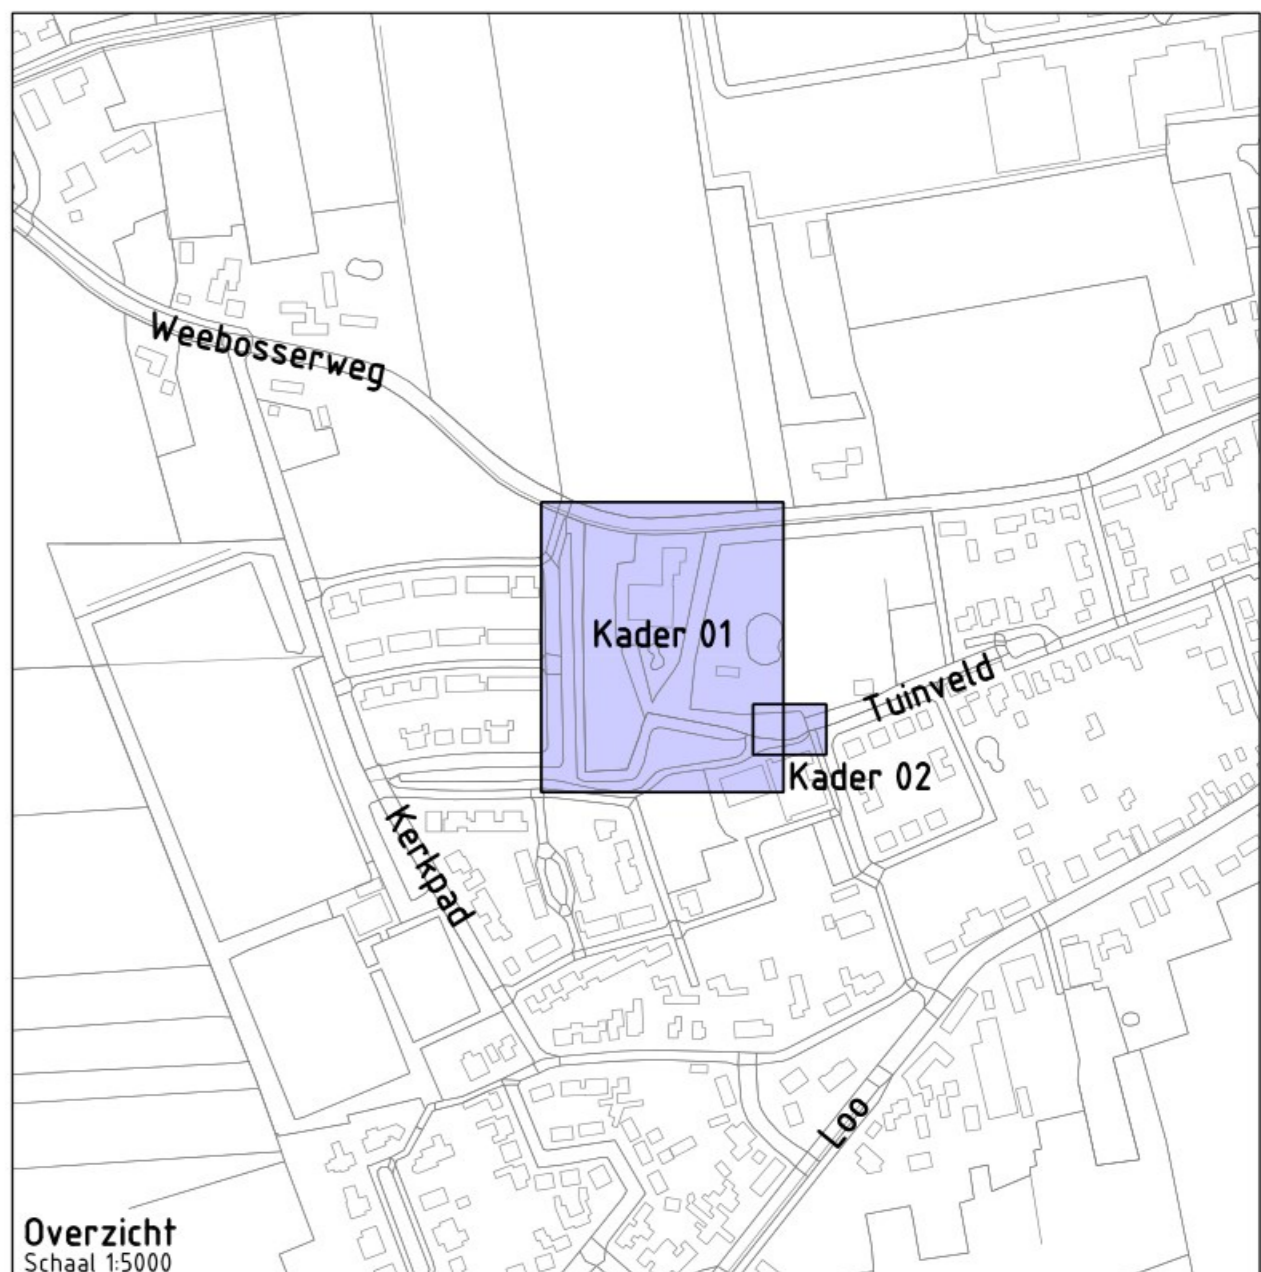 Weebosserweg
Kader 01
Tuinveld
Kader 02
Kerkpad
Loo
Overzicht
Schaal 1:5000